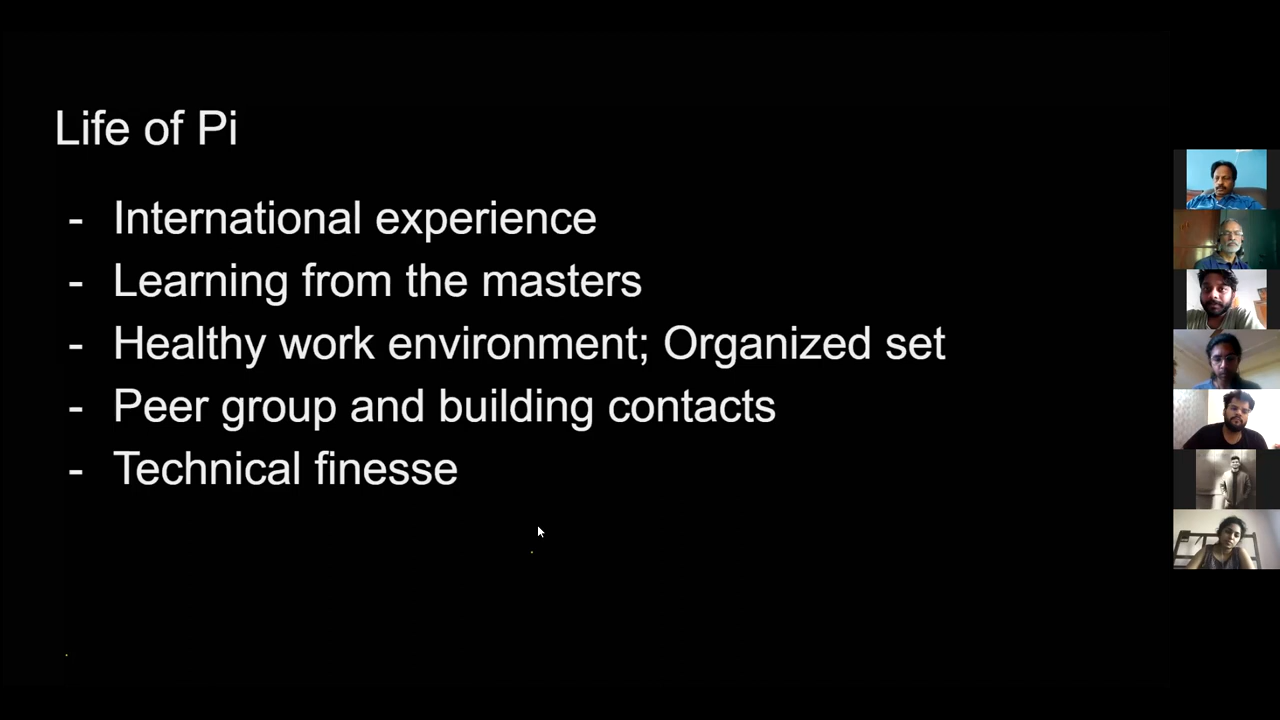 Life of Pi
- International experience
- Learning from the masters
- Healthy work environment; Organized set
- Peer group and building contacts
- Technical finesse